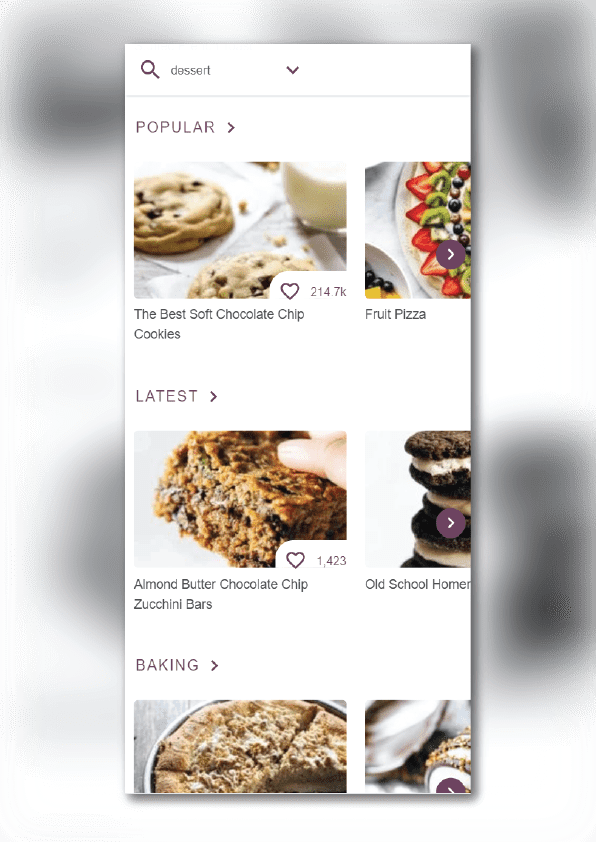 dessert
POPULAR
214.7k
The Best Soft Chocolate Chip
Cookies
Fruit Pizza
LATEST
1,423
Almond Butter Chocolate Chip
Zucchini Bars
Old School Homer
BAKING